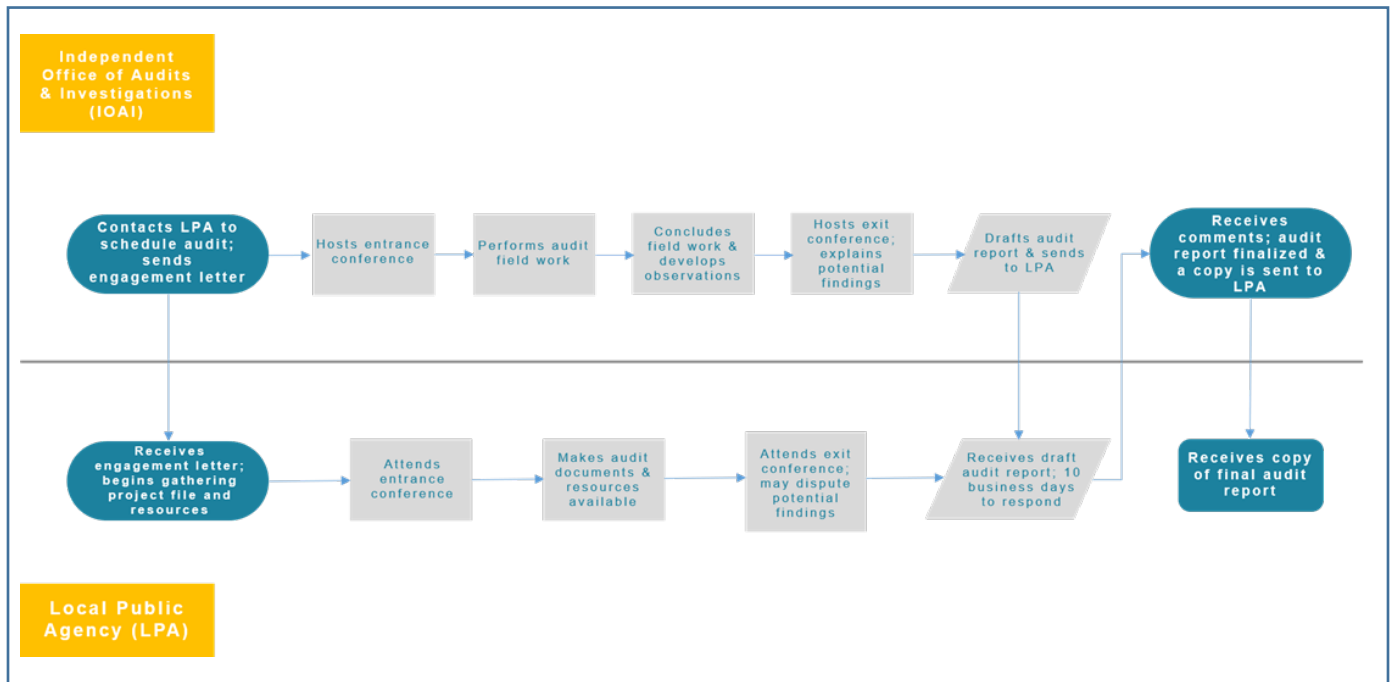 Independent
Office of Audits
& Investigations
(IOAI)
Contacts LPA to
schedule audit;
sends
engagement letter
Hosts entrance
conference
Performs audit
field work
Concludes
field work &
develops
observations
Hosts exit
conference;
explains
potential
findings
Drafts audit
report & sends
to LPA
Receives
comments; audit
report finalized &
a copy is sent to
LPA
Receives
engagement letter;
begins gathering
project file and
resources
Attends
entrance
conference
Makes audit
documents &
resources
available
Attends exit
conference;
may dispute
potential
findings
Receives draft
audit report; 10
business days
to respond
Receives copy
of final audit
report
Local Public
Agency (LPA)